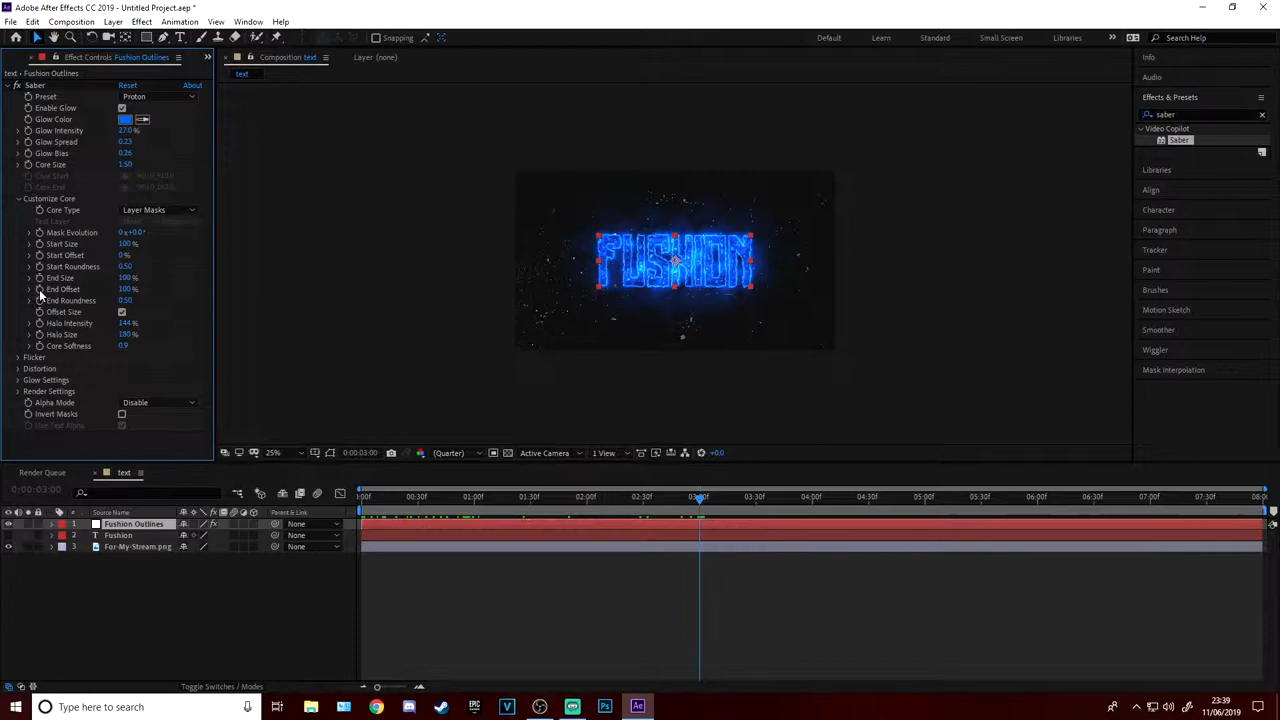 Adobe After Effects CC 2019 - Untitled Project.aep *
File Edit Composition Layer Effect Animation View Window Help
Snapping Default Learn Standard Small Screen Libraries Search Help
Effect Controls Fushion Outlines
Composition text
Layer (none)
Info
text • Fushion Outlines
text
Saber Reset About
Audio
Preset Proton
Effects & Presets
Enable Glow
Glow Color
saber
Glow Intensity 27.0 %
Video Copilot
Glow Spread 0.23
Saber
Glow Bias 0.26
Core Size 1.50
Libraries
Core Start
Core End
Align
Customize Core
Character
Core Type Layer Masks
Paragraph
Mask Evolution 0x+0.0°
Start Size 100 %
Tracker
Start Offset 0 %
Start Roundness 0.50
Paint
End Size 100 %
Brushes
End Offset 100 %
End Roundness 0.50
Motion Sketch
Offset Size
Halo Intensity 144 %
Smoother
Halo Size 180 %
Core Softness 0.9
Wiggler
Flicker
Distortion
Mask Interpolation
Glow Settings
Render Settings
Alpha Mode Disable
Invert Masks
Use Text Alpha
FUSHION
25% 0:00:03:00 (Quarter) Active Camera 1 View +0.0
Render Queue text
0:00:03:00
:00f 00:30f 01:00f 01:30f 02:00f 02:30f 03:00f 03:30f 04:00f 04:30f 05:00f 05:30f 06:00f 06:30f 07:00f 07:30f 08:00
# Source Name Parent & Link
1 Fushion Outlines None
2 T Fushion None
3 For-My-Stream.png None
Toggle Switches / Modes
Type here to search
23:39
11/06/2019